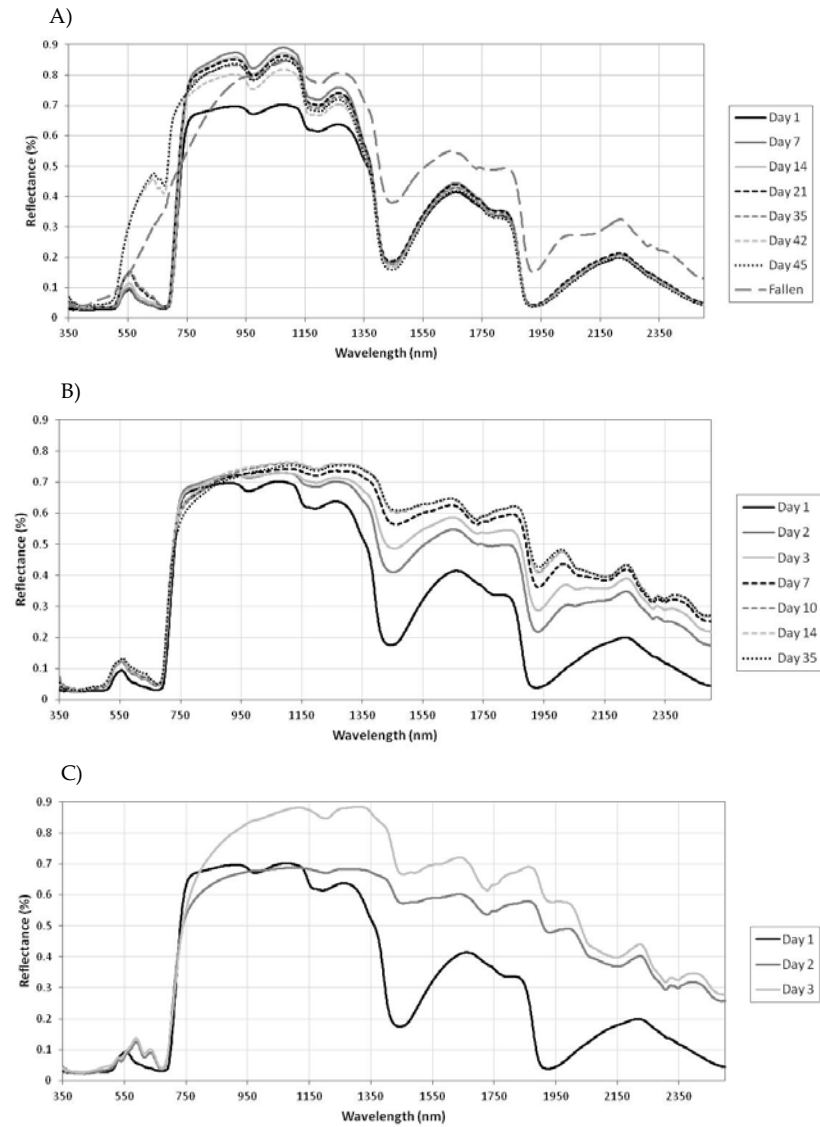 A)
0.9
0.8
0.7
0.6
0.5
0.4
0.3
0.2
0.1
0
Reflectance (%)
350 550 750 950 1150 1350 1550 1750 1950 2150 2350
Wavelength (nm)
Day 1
Day 7
Day 14
Day 21
Day 35
Day 42
Day 45
Fallen
B)
0.9
0.8
0.7
0.6
0.5
0.4
0.3
0.2
0.1
0
Reflectance (%)
350 550 750 950 1150 1350 1550 1750 1950 2150 2350
Wavelength (nm)
Day 1
Day 2
Day 3
Day 7
Day 10
Day 14
Day 35
C)
0.9
0.8
0.7
0.6
0.5
0.4
0.3
0.2
0.1
0
Reflectance (%)
350 550 750 950 1150 1350 1550 1750 1950 2150 2350
Wavelength (nm)
Day 1
Day 2
Day 3